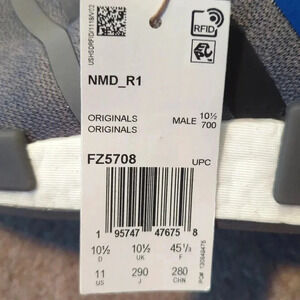 RFID
NMD_R1
ORIGINALS MALE 10½
ORIGINALS 700
FZ5708 UPC
1 95747 47675 8
10½ 10½ 45⅓
D UK F
11 290 280
US J CHN